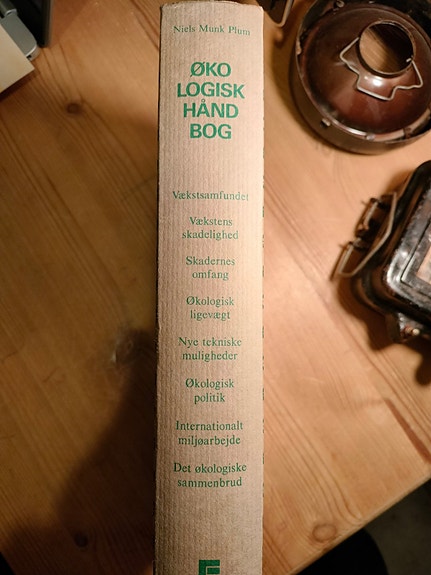 Niels Munk Plum
ØKO
LOGISK
HÅND
BOG
Vækstsamfundet
Vækstens
skadelighed
Skadernes
omfang
Økologisk
ligevægt
Nye tekniske
muligheder
Økologisk
politik
Internationalt
miljøarbejde
Det økologiske
sammenbrud